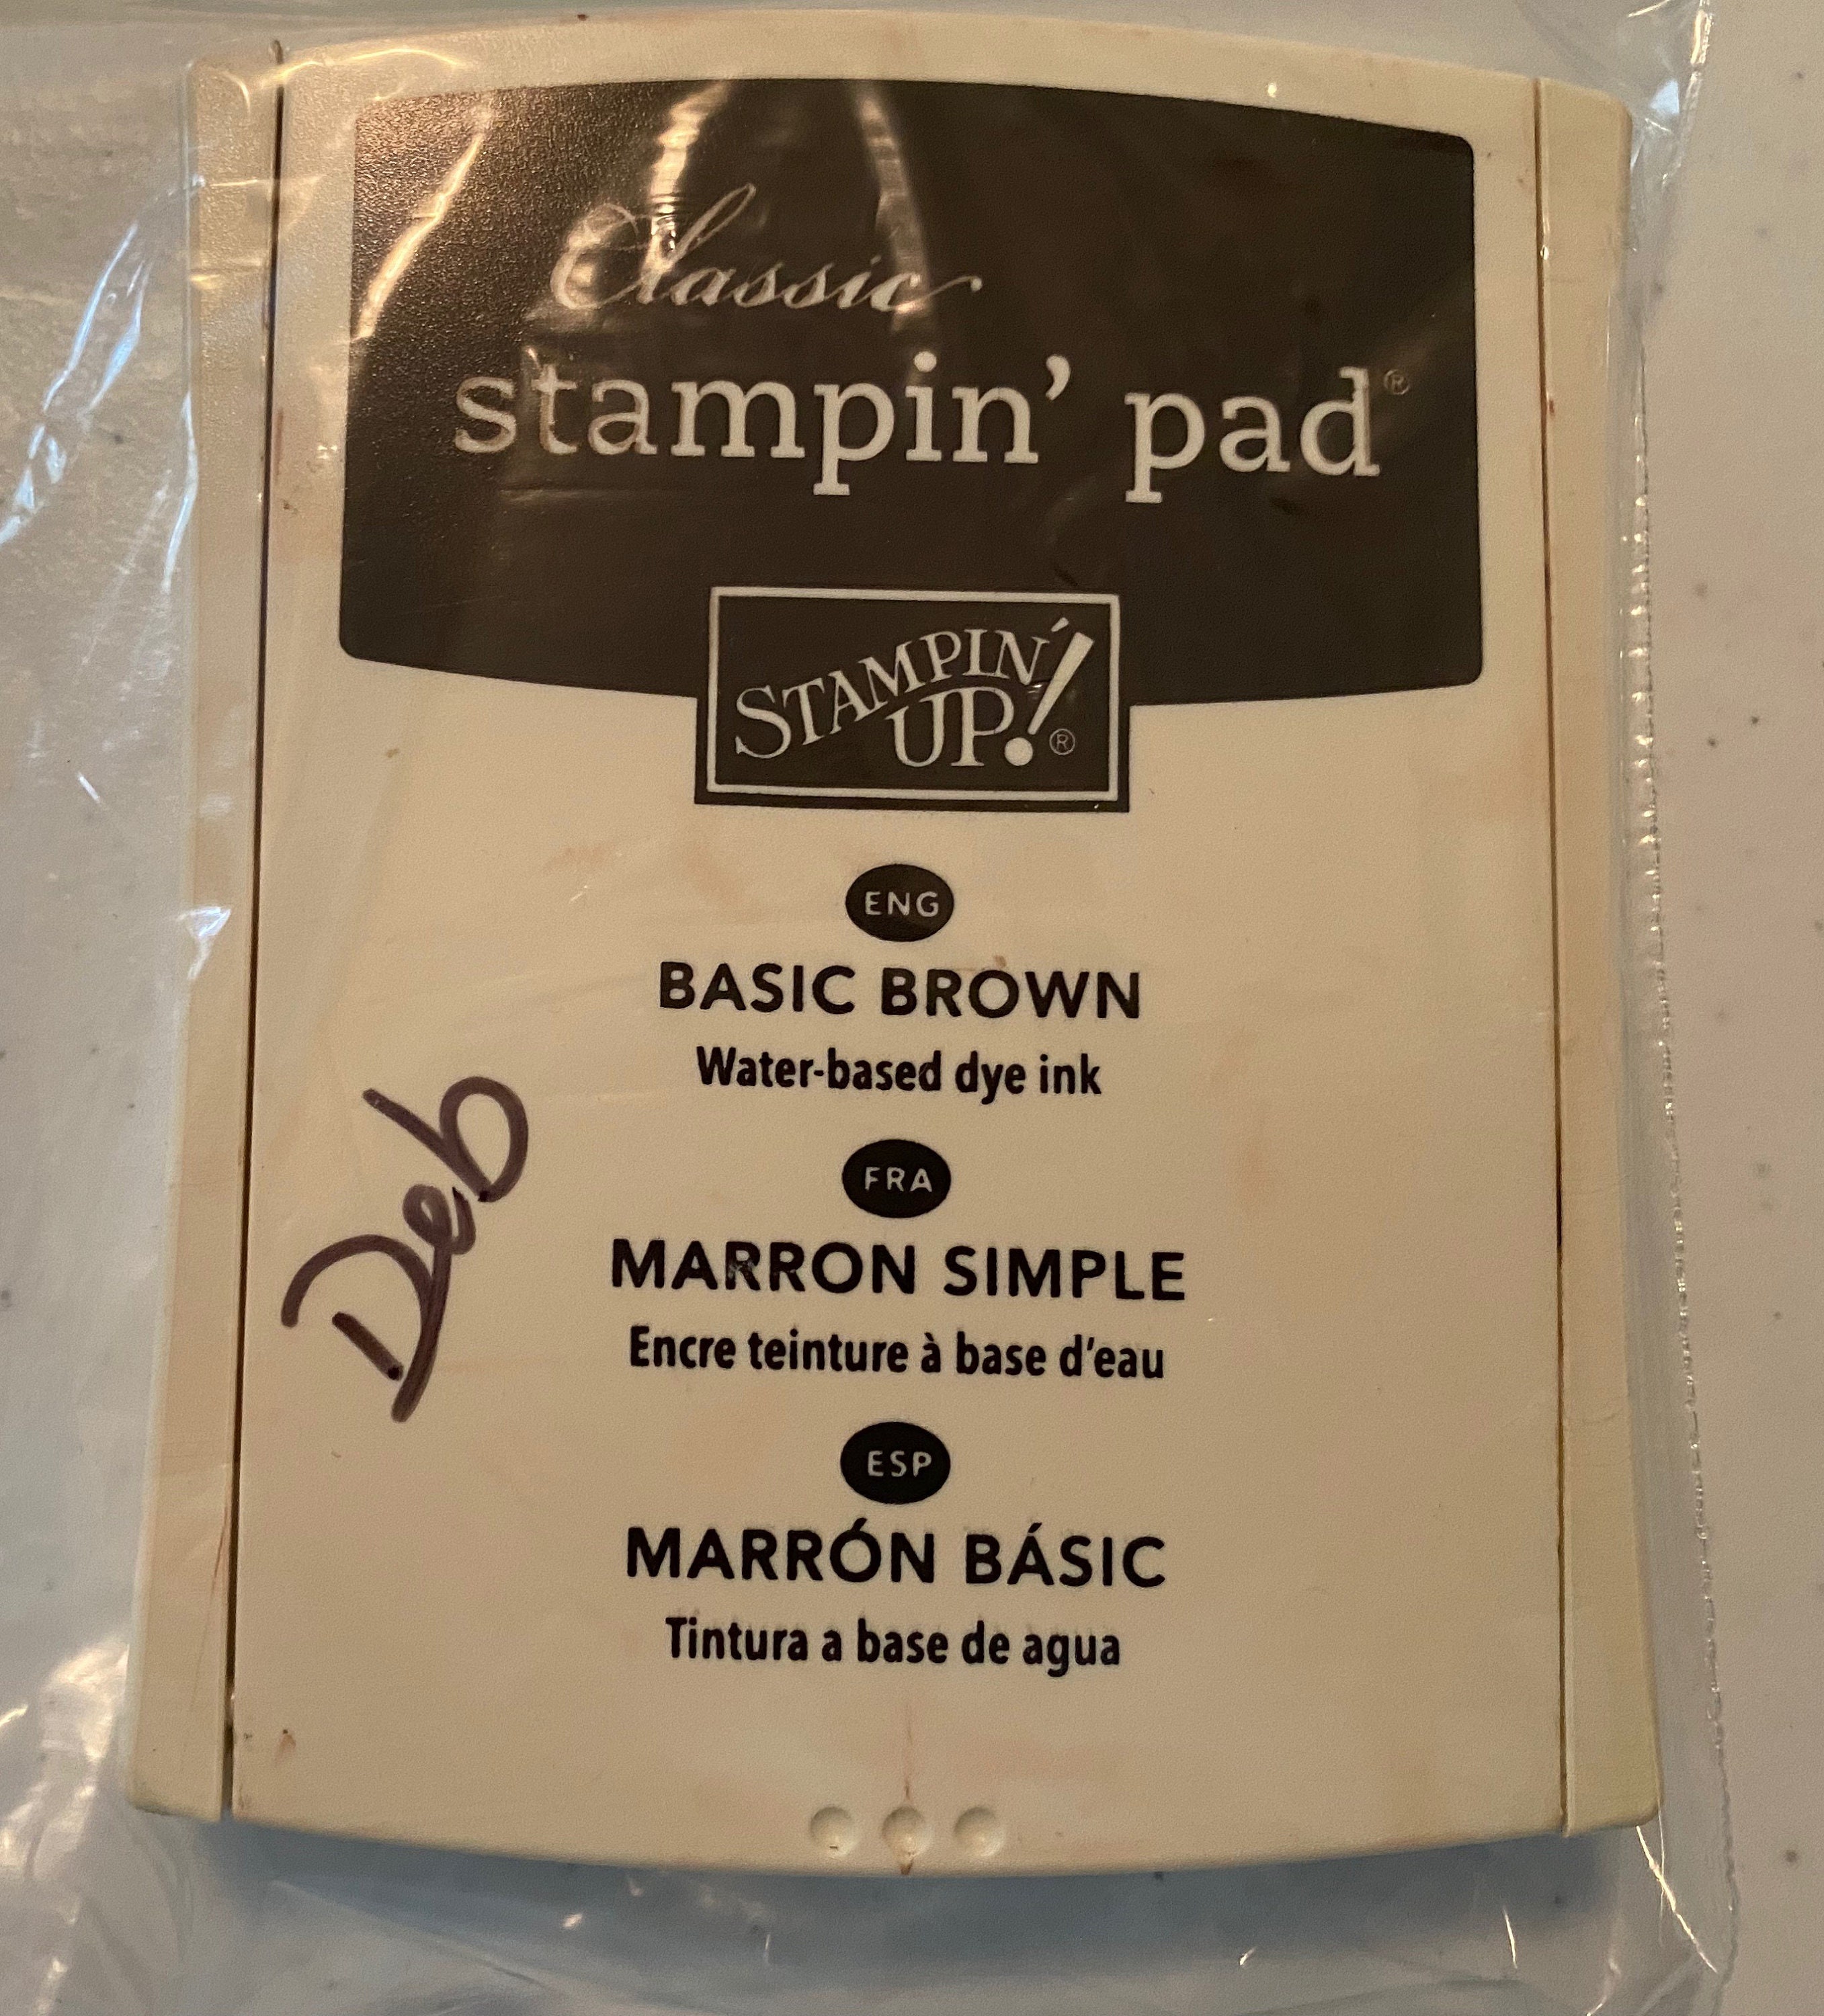 Classic
stampin' pad®
STAMPIN'
UP!®
ENG
BASIC BROWN
Water-based dye ink
Deb
FRA
MARRON SIMPLE
Encre teinture à base d'eau
ESP
MARRÓN BÁSIC
Tintura a base de agua